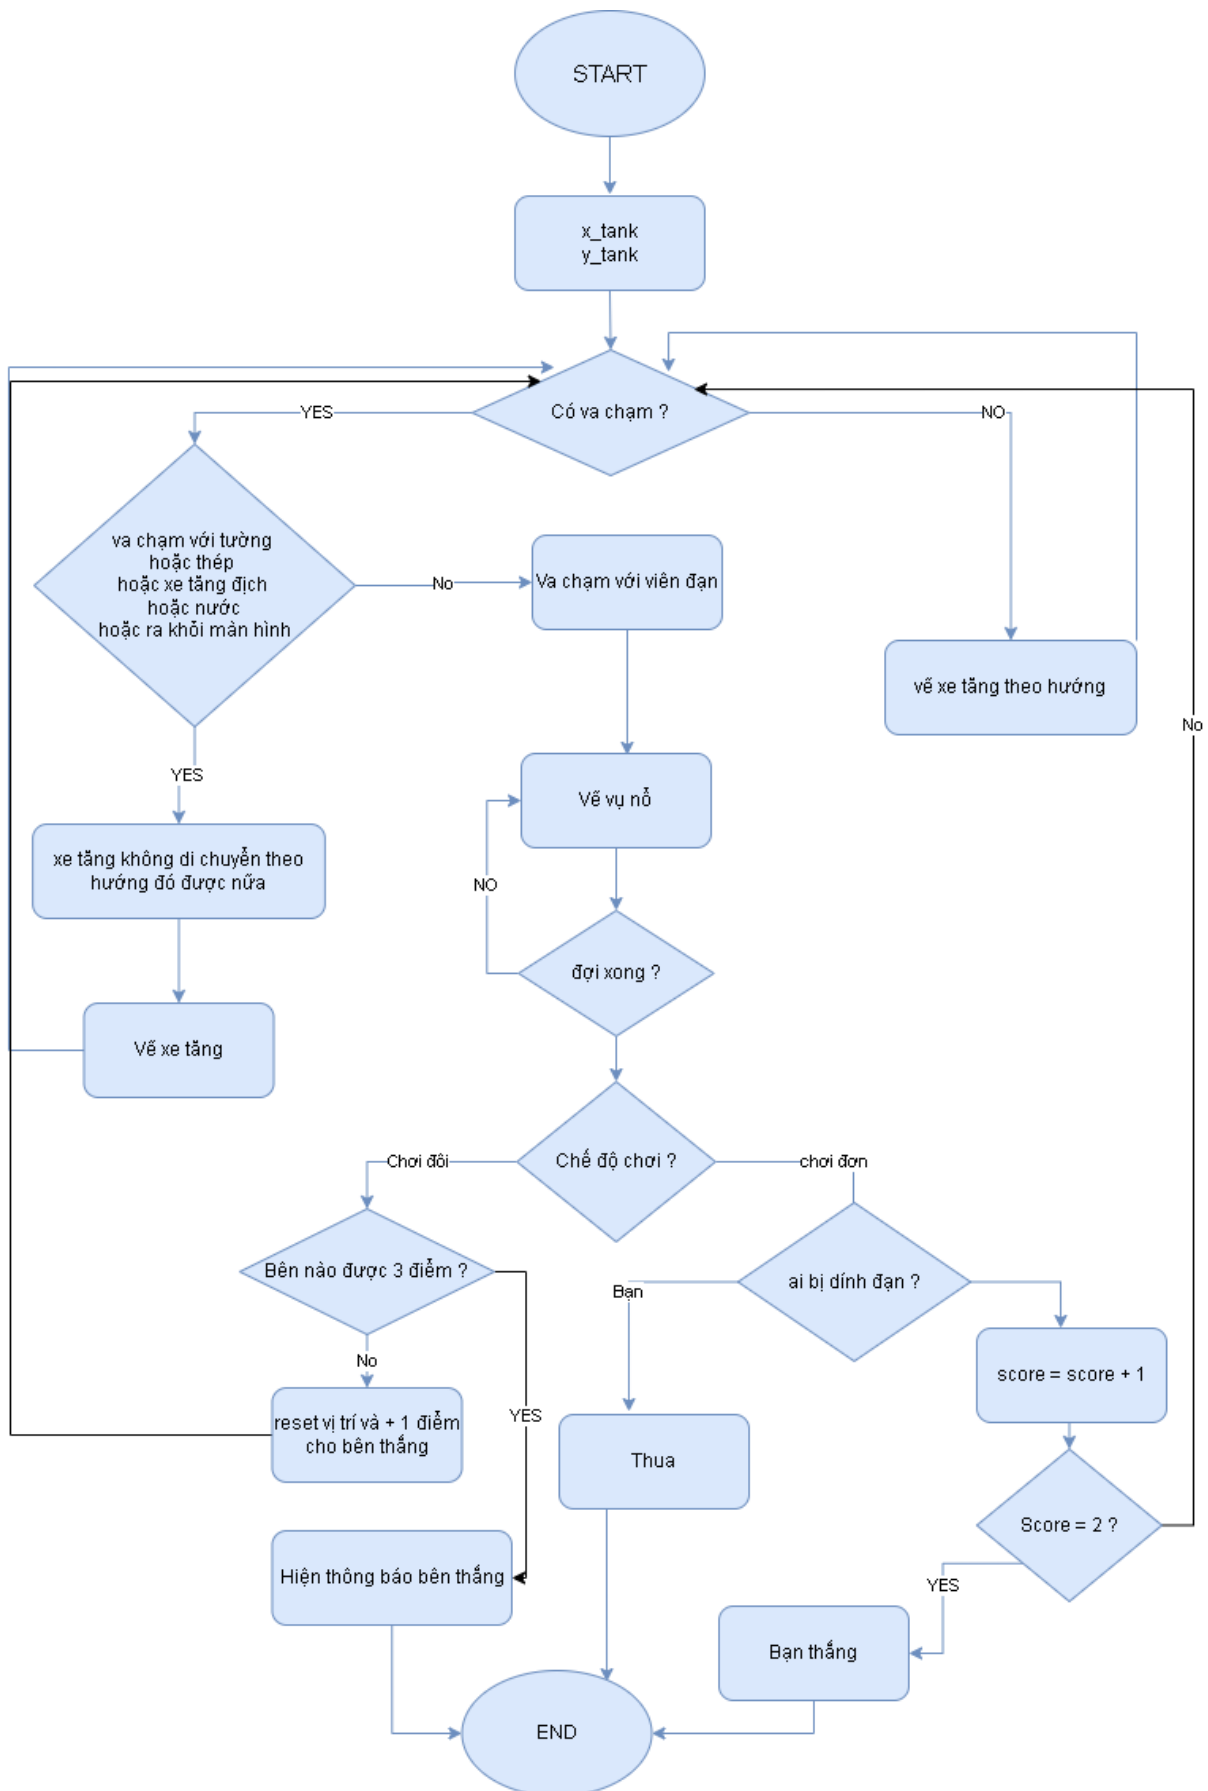 START
x_tank
y_tank
Có va chạm ?
YES
NO
va chạm với tường
hoặc thép
hoặc xe tăng địch
hoặc nước
hoặc ra khỏi màn hình
No
Va chạm với viên đạn
vẽ xe tăng theo hướng
No
YES
Vẽ vụ nổ
xe tăng không di chuyển theo
hướng đó được nữa
NO
đợi xong ?
Vẽ xe tăng
Chế độ chơi ?
Chơi đôi
chơi đơn
Bên nào được 3 điểm ?
ai bị dính đạn ?
Bạn
No
score = score + 1
YES
reset vị trí và + 1 điểm
cho bên thắng
Thua
Score = 2 ?
Hiện thông báo bên thắng
YES
Bạn thắng
END